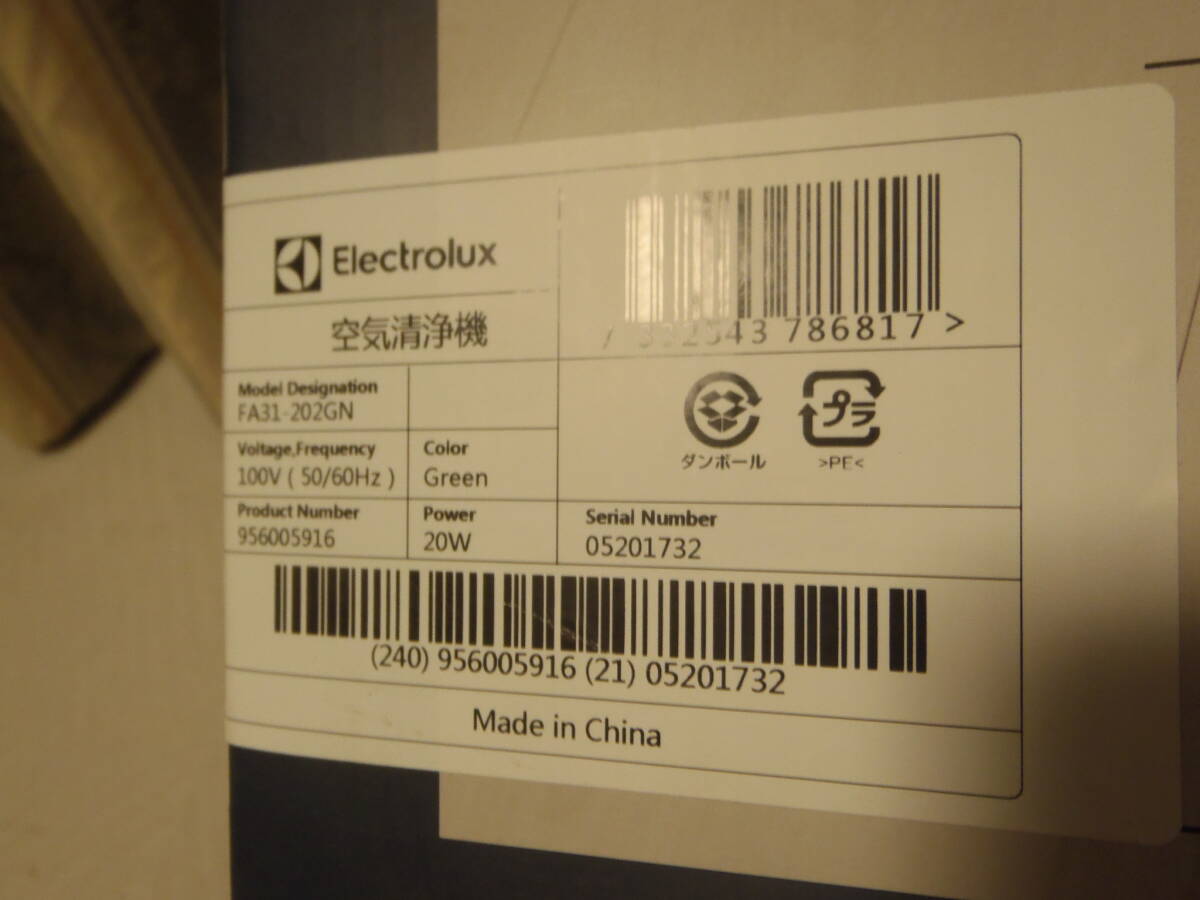 Electrolux
空気清浄機
7 332543 786817 >
Model Designation
FA31-202GN
Voltage,Frequency
100V ( 50/60Hz )
Color
Green
Product Number
956005916
Power
20W
プラ
ダンボール
>PE<
Serial Number
05201732
(240) 956005916 (21) 05201732
Made in China